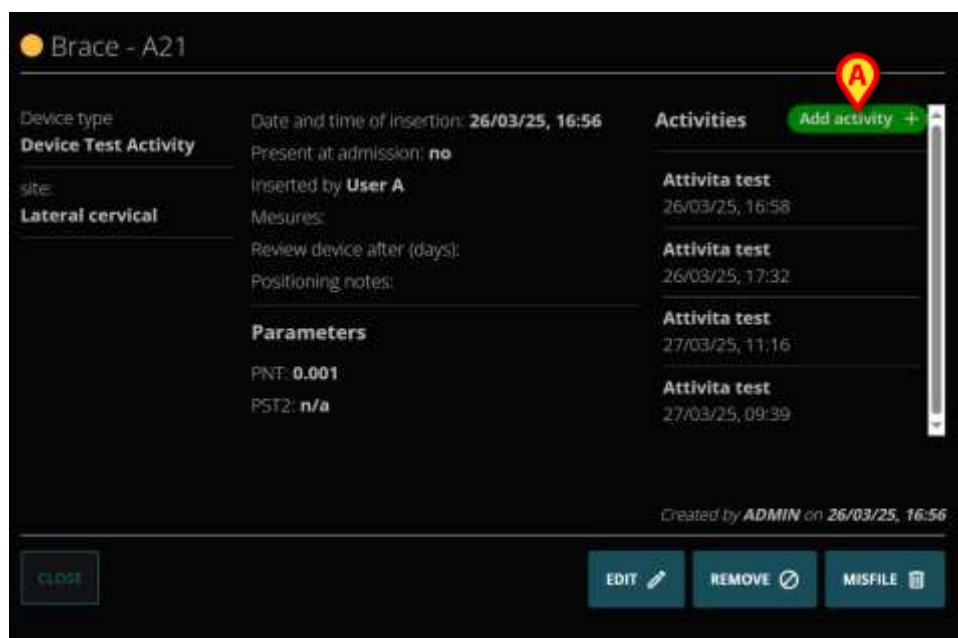 Brace - A21
A
Device type
Device Test Activity
site:
Lateral cervical
Date and time of insertion: 26/03/25, 16:56
Present at admission: no
Inserted by User A
Mesures:
Review device after (days):
Positioning notes:
Parameters
PNT: 0.001
PST2: n/a
Activities
Add activity +
Attivita test
26/03/25, 16:58
Attivita test
26/03/25, 17:32
Attivita test
27/03/25, 11:16
Attivita test
27/03/25, 09:39
Created by ADMIN on 26/03/25, 16:56
CLOSE
EDIT
REMOVE
MISFILE